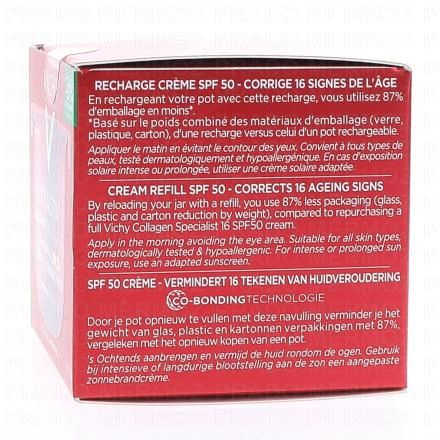 RECHARGE CRÈME SPF 50 - CORRIGE 16 SIGNES DE L'ÂGE
En rechargeant votre pot avec cette recharge, vous utilisez 87%
d'emballage en moins*.
*Basé sur le poids combiné des matériaux d'emballage (verre,
plastique, carton), d'une recharge versus celui d'un pot rechargeable.
Appliquer le matin en évitant le contour des yeux. Convient à tous types de
peaux, testé dermatologiquement et hypoallergénique. En cas d'exposition
solaire intense ou prolongée, utiliser une crème solaire adaptée.
CREAM REFILL SPF 50 - CORRECTS 16 AGEING SIGNS
By reloading your jar with a refill, you use 87% less packaging (glass,
plastic and carton reduction by weight), compared to repurchasing a
full Vichy Collagen Specialist 16 SPF50 cream.
Apply in the morning avoiding the eye area. Suitable for all skin types,
dermatologically tested & hypoallergenic. For intense or prolonged sun
exposure, use an adapted sunscreen.
SPF 50 CRÈME - VERMINDERT 16 TEKENEN VAN HUIDVEROUDERING
CO-BONDINGTECHNOLOGIE
Door je pot opnieuw te vullen met deze navulling verminder je het
gewicht van glas, plastic en kartonnen verpakkingen met 87%,
vergeleken met het opnieuw kopen van een pot.
's Ochtends aanbrengen en vermijd de huid rondom de ogen. Gebruik
bij intensieve of langdurige blootstelling aan de zon een aangepaste
zonnebrandcrème.